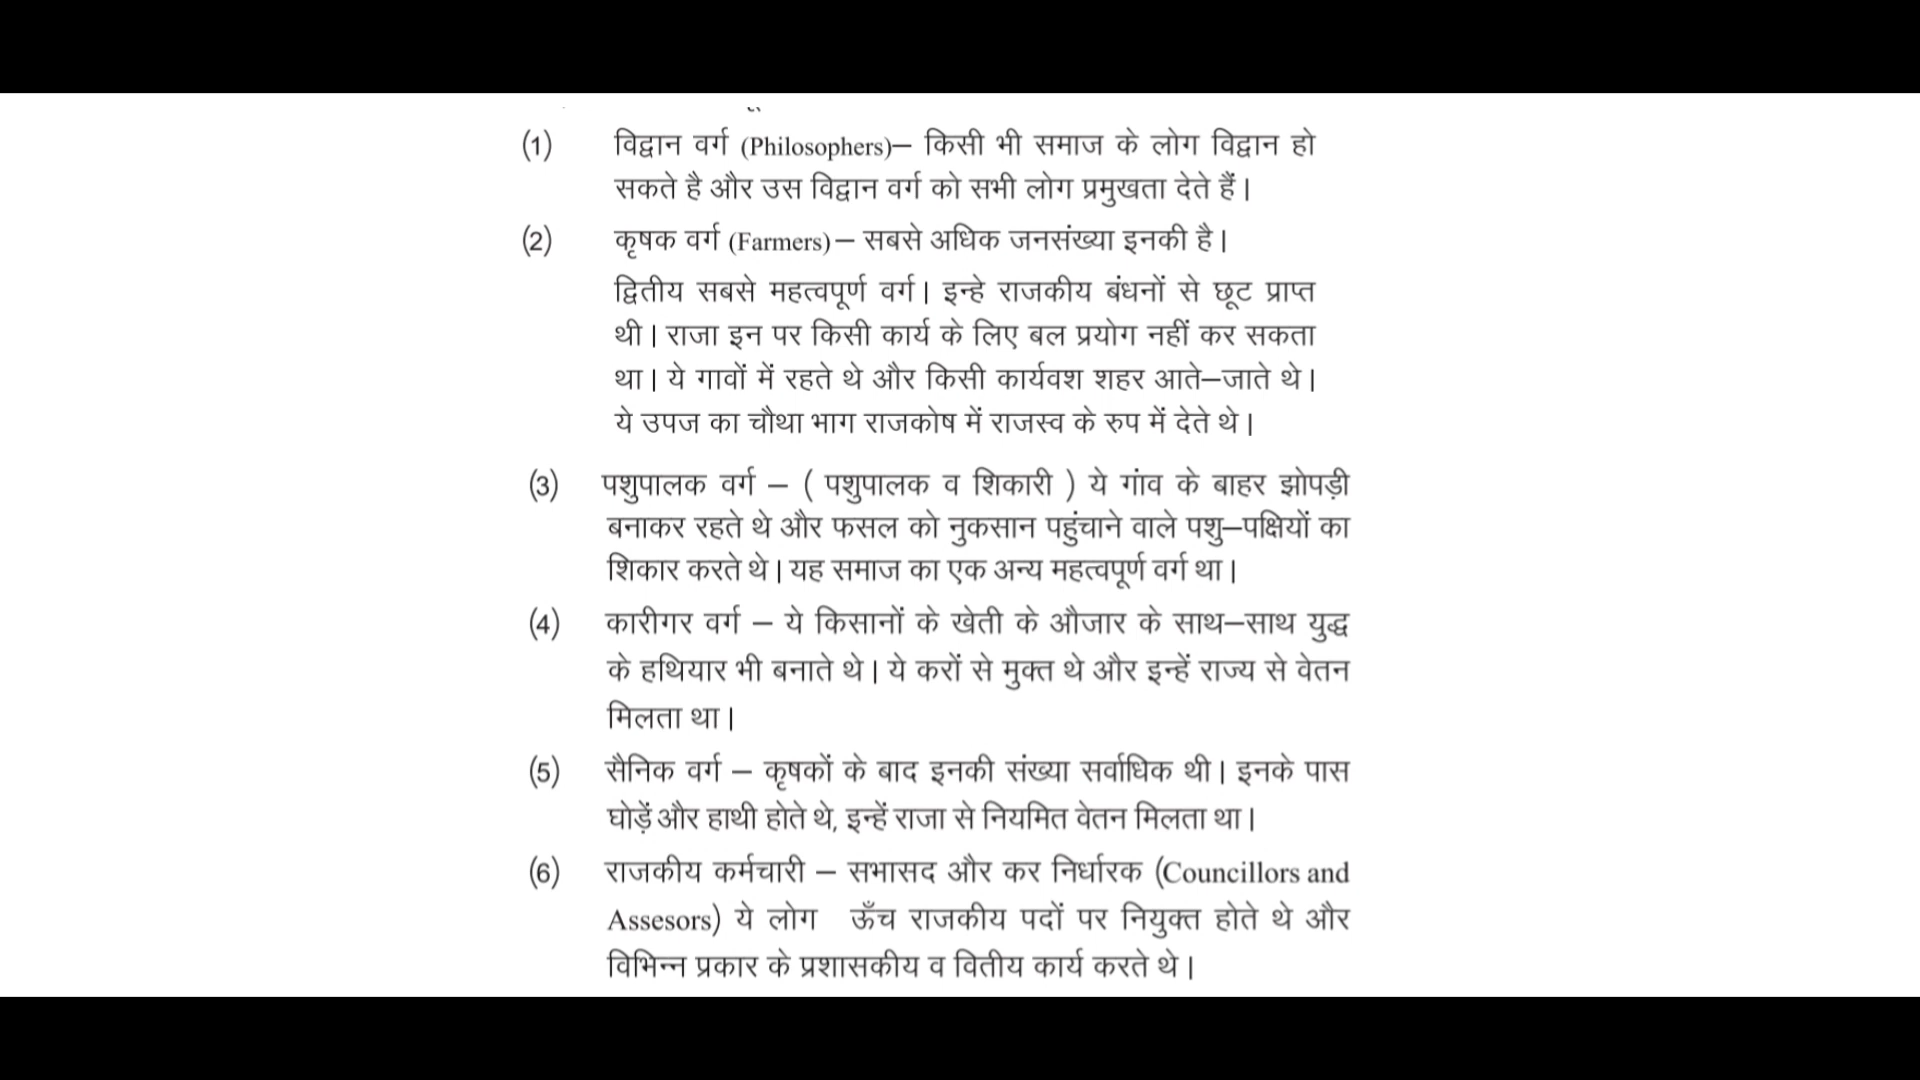 (1) विद्वान वर्ग (Philosophers)– किसी भी समाज के लोग विद्वान हो
सकते है और उस विद्वान वर्ग को सभी लोग प्रमुखता देते हैं।
(2) कृषक वर्ग (Farmers)– सबसे अधिक जनसंख्या इनकी है।
द्वितीय सबसे महत्वपूर्ण वर्ग। इन्हे राजकीय बंधनों से छूट प्राप्त
थी। राजा इन पर किसी कार्य के लिए बल प्रयोग नहीं कर सकता
था। ये गावों में रहते थे और किसी कार्यवश शहर आते–जाते थे।
ये उपज का चौथा भाग राजकोष में राजस्व के रुप में देते थे।
(3) पशुपालक वर्ग – ( पशुपालक व शिकारी ) ये गांव के बाहर झोपड़ी
बनाकर रहते थे और फसल को नुकसान पहुंचाने वाले पशु–पक्षियों का
शिकार करते थे। यह समाज का एक अन्य महत्वपूर्ण वर्ग था।
(4) कारीगर वर्ग – ये किसानों के खेती के औजार के साथ–साथ युद्ध
के हथियार भी बनाते थे। ये करों से मुक्त थे और इन्हें राज्य से वेतन
मिलता था।
(5) सैनिक वर्ग – कृषकों के बाद इनकी संख्या सर्वाधिक थी। इनके पास
घोड़ें और हाथी होते थे, इन्हें राजा से नियमित वेतन मिलता था।
(6) राजकीय कर्मचारी – सभासद और कर निर्धारक (Councillors and
Assesors) ये लोग ऊँच राजकीय पदों पर नियुक्त होते थे और
विभिन्न प्रकार के प्रशासकीय व वितीय कार्य करते थे।